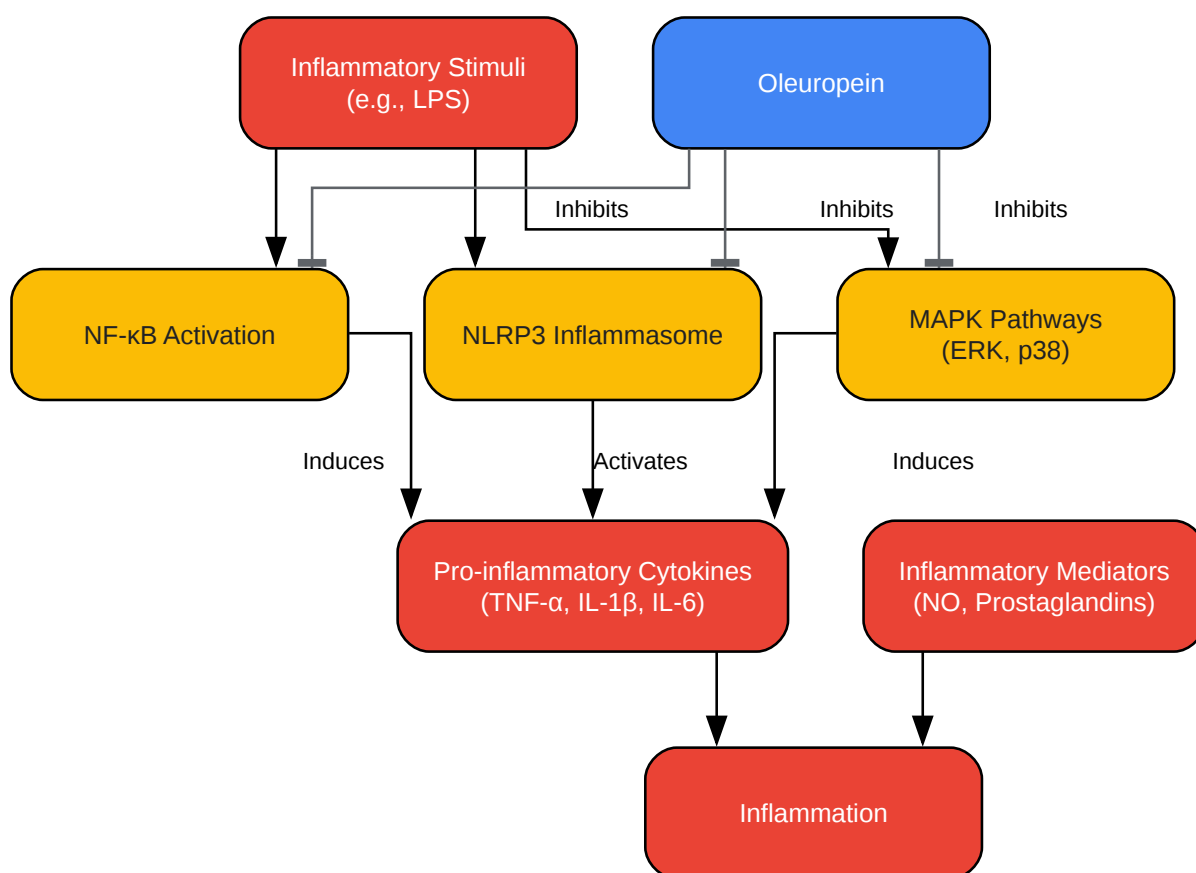 Inflammatory Stimuli
(e.g., LPS)
Oleuropein
Inhibits
Inhibits
Inhibits
NF-κB Activation
NLRP3 Inflammasome
MAPK Pathways
(ERK, p38)
Induces
Activates
Induces
Pro-inflammatory Cytokines
(TNF-α, IL-1β, IL-6)
Inflammatory Mediators
(NO, Prostaglandins)
Inflammation